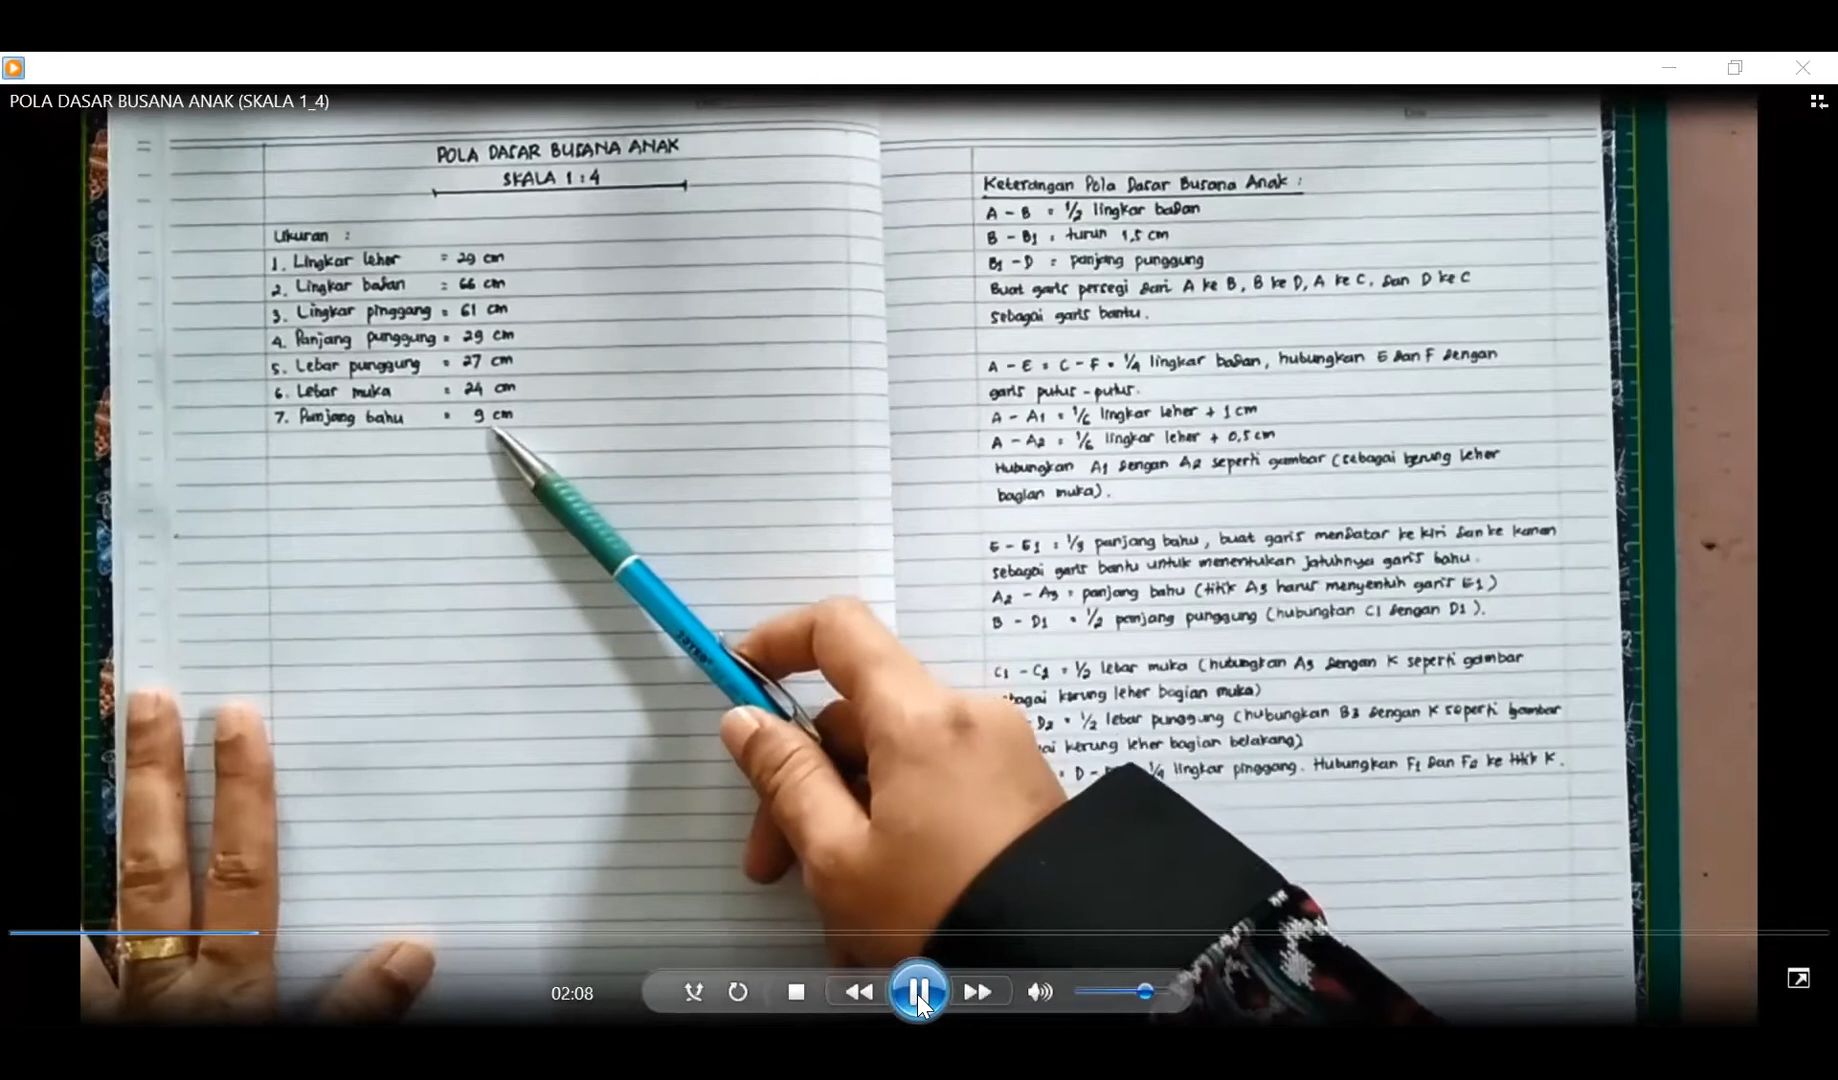 POLA DASAR BUSANA ANAK (SKALA 1_4)
POLA DASAR BUSANA ANAK
SKALA 1 : 4
Ukuran :
1. Lingkar leher = 29 cm
2. Lingkar badan = 66 cm
3. Lingkar pinggang = 61 cm
4. Panjang punggung = 29 cm
5. Lebar punggung = 27 cm
6. Lebar muka = 24 cm
7. Panjang bahu = 9 cm
Keterangan Pola Dasar Busana Anak :
A - B = 1/2 lingkar badan
B - B1 = turun 1,5 cm
B1 - D = panjang punggung
Buat garis persegi dari A ke B, B ke D, A ke C, dan D ke C
sebagai garis bantu.
A - E = C - F = 1/4 lingkar badan, hubungkan E dan F dengan
garis putus - putus.
A - A1 = 1/6 lingkar leher + 1 cm
A - A2 = 1/6 lingkar leher + 0,5 cm
Hubungkan A1 dengan A2 seperti gambar (sebagai kerung leher
bagian muka).
E - E1 = 1/3 panjang bahu, buat garis mendatar ke kiri dan ke kanan
sebagai garis bantu untuk menentukan jatuhnya garis bahu.
A2 - A3 = panjang bahu (titik A3 harus menyentuh garis E1)
B - D1 = 1/2 panjang punggung (hubungkan C1 dengan D1).
C1 - C2 = 1/2 lebar muka (hubungkan A3 dengan K seperti gambar
bagai kerung leher bagian muka)
D2 = 1/2 lebar punggung (hubungkan B3 dengan K seperti gambar
ai kerung leher bagian belakang)
= D - 1/4 lingkar pinggang. Hubungkan F1 dan F2 ke titik K.
02:08